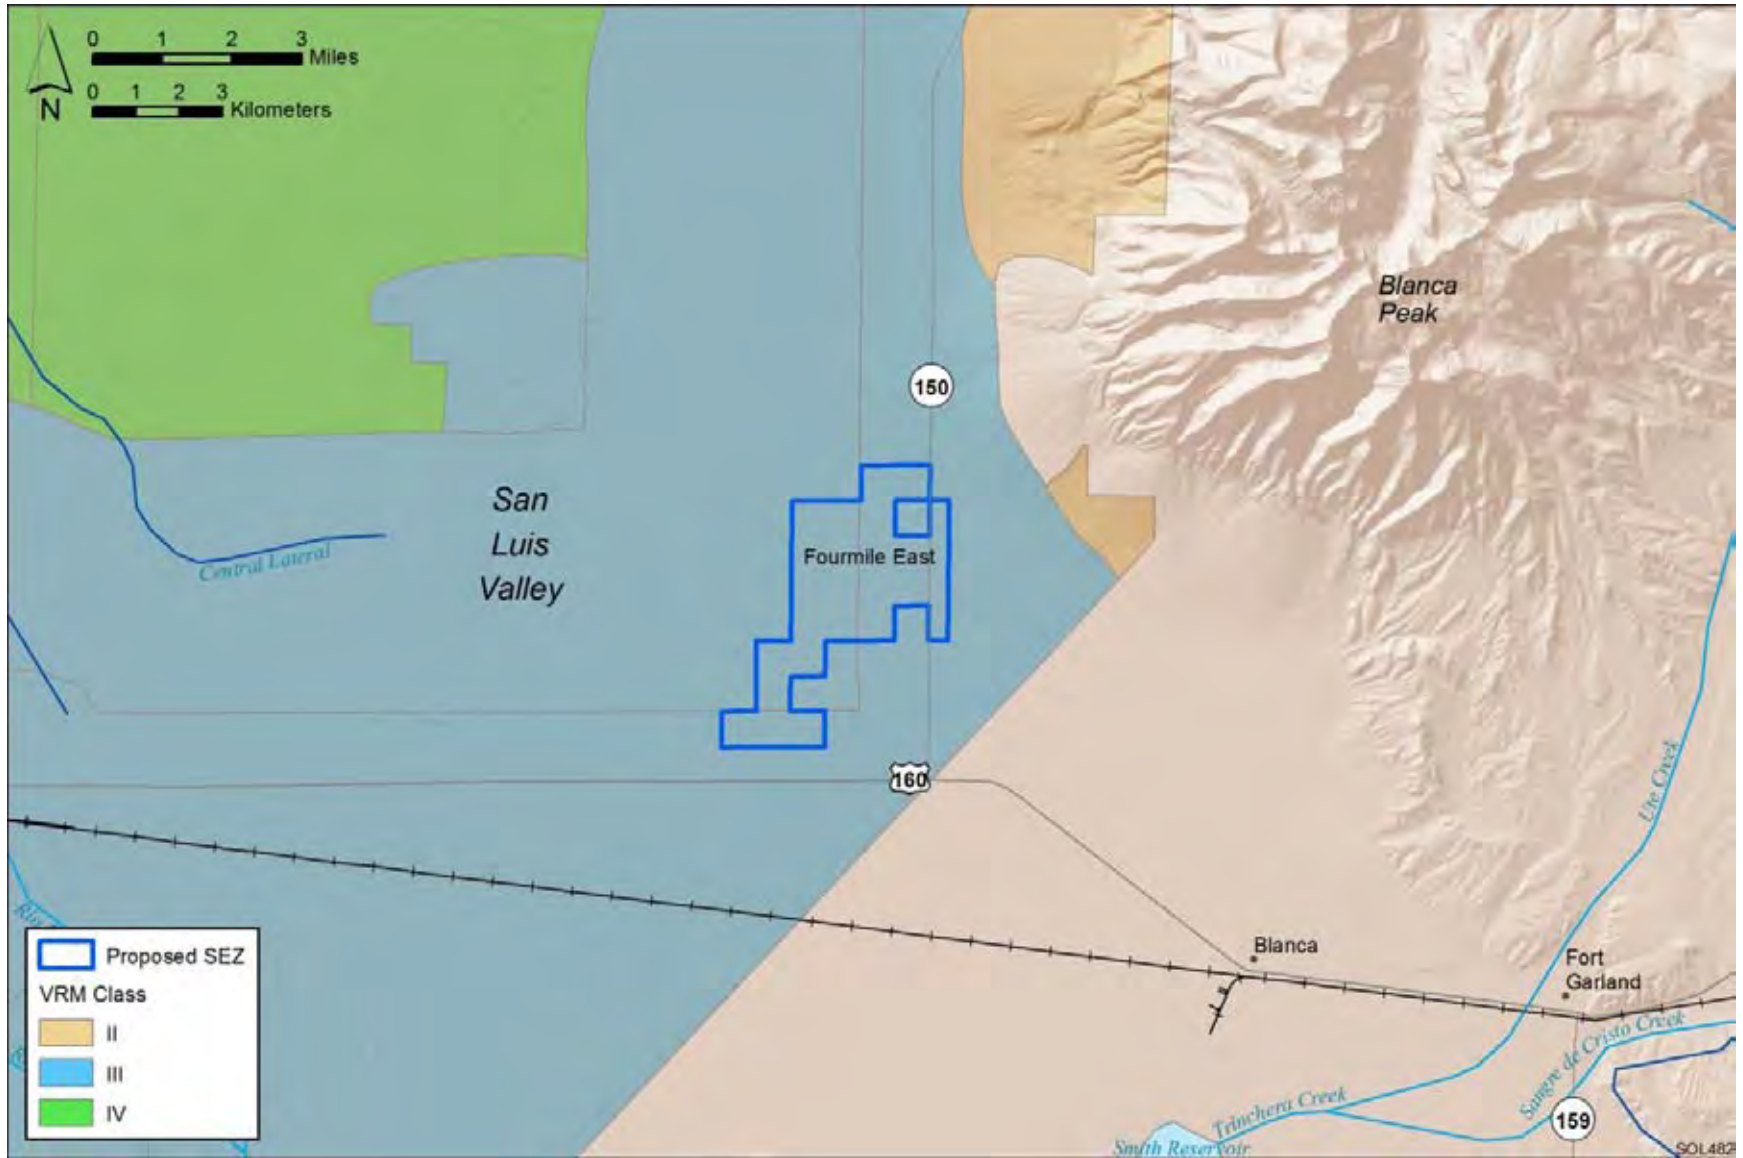 0 1 2 3
Miles
0 1 2 3
Kilometers
N
Blanca
Peak
150
San
Luis
Valley
Fourmile East
Central Lateral
160
Ute Creek
Blanca
Fort
Garland
Sangre de Cristo Creek
Trinchera Creek
159
Smith Reservoir
SOL482
Proposed SEZ
VRM Class
II
III
IV